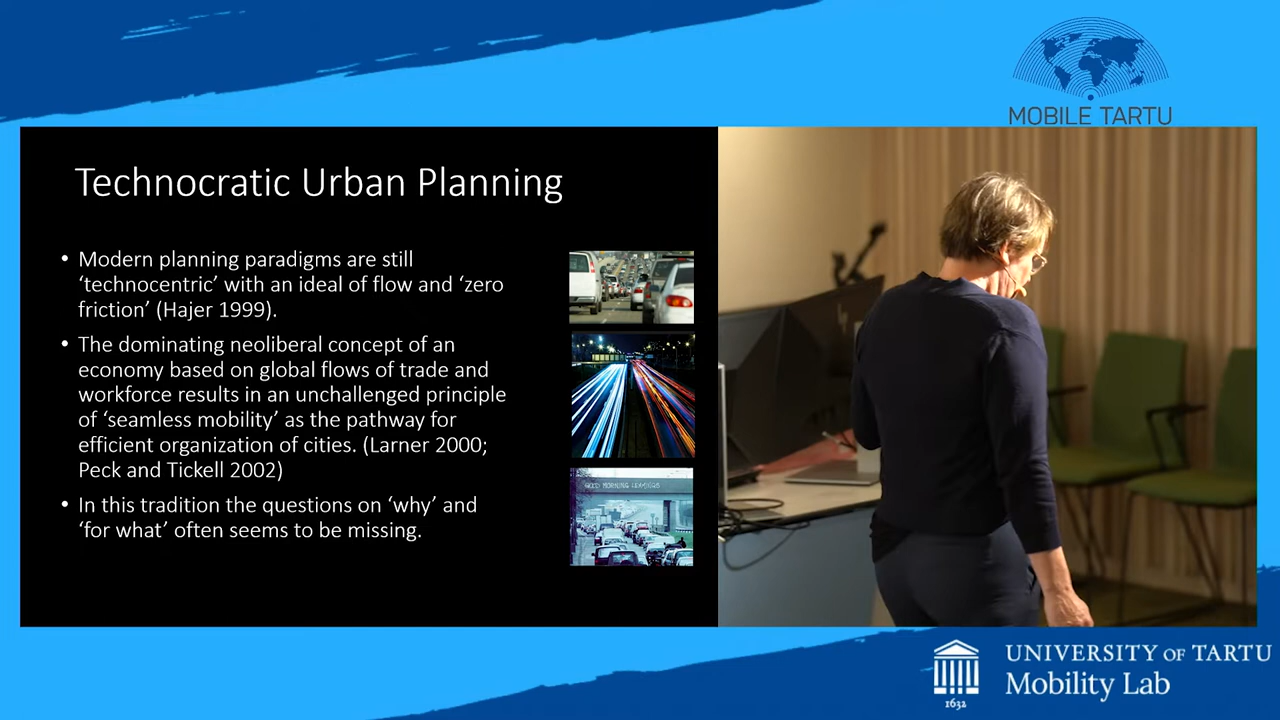 MOBILE TARTU
Technocratic Urban Planning
• Modern planning paradigms are still
‘technocentric’ with an ideal of flow and ‘zero
friction’ (Hajer 1999).
• The dominating neoliberal concept of an
economy based on global flows of trade and
workforce results in an unchallenged principle
of ‘seamless mobility’ as the pathway for
efficient organization of cities. (Larner 2000;
Peck and Tickell 2002)
• In this tradition the questions on ‘why’ and
‘for what’ often seems to be missing.
GOOD MORNING LEMMINGS
UNIVERSITY OF TARTU
Mobility Lab
1632